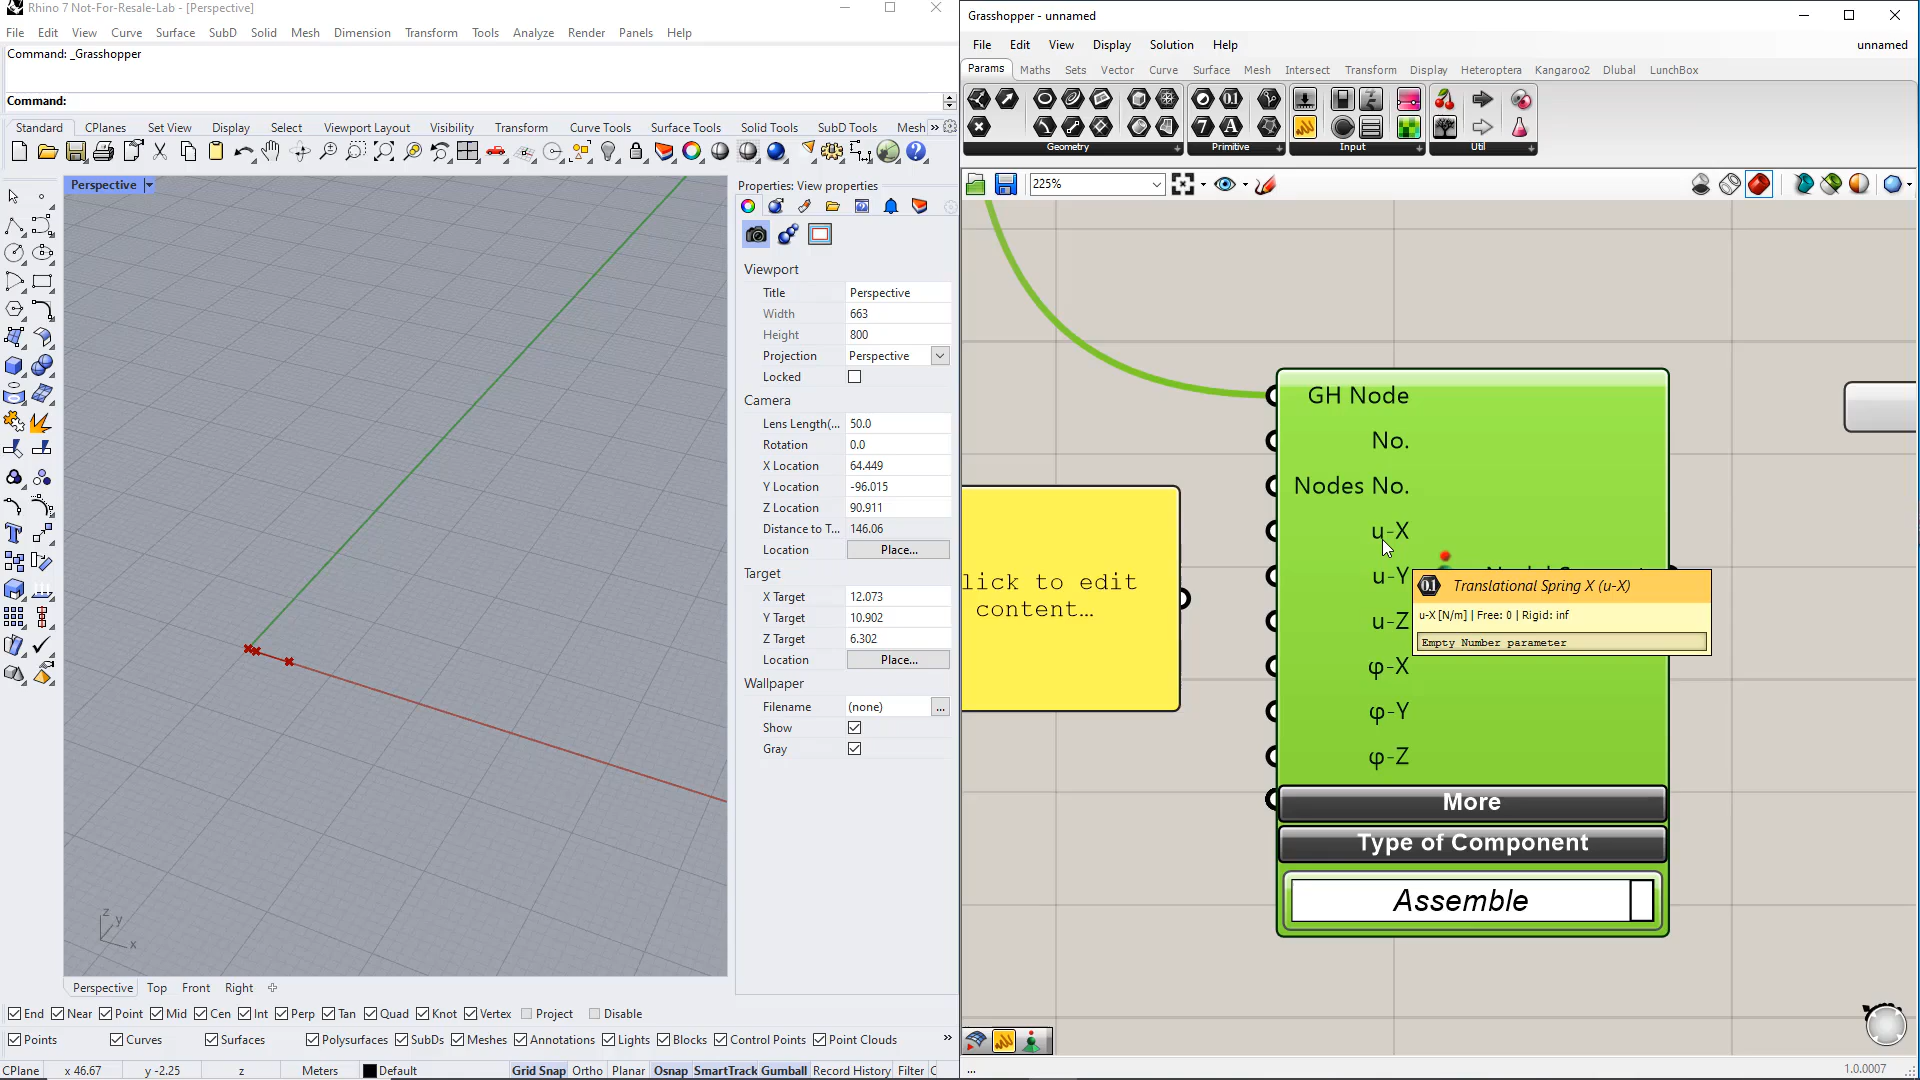 Rhino 7 Not-For-Resale-Lab - [Perspective]
File Edit View Curve Surface SubD Solid Mesh Dimension Transform Tools Analyze Render Panels Help
Command: _Grasshopper
Command:
Standard CPlanes Set View Display Select Viewport Layout Visibility Transform Curve Tools Surface Tools Solid Tools SubD Tools Mesh »
Perspective
Properties: View properties
Viewport
Title Perspective
Width 663
Height 800
Projection Perspective
Locked
Camera
Lens Length(... 50.0
Rotation 0.0
X Location 64.449
Y Location -96.015
Z Location 90.911
Distance to T... 146.06
Location Place...
Target
X Target 12.073
Y Target 10.902
Z Target 6.302
Location Place...
Wallpaper
Filename (none) ...
Show
Gray
z
y
x
Perspective Top Front Right
End Near Point Mid Cen Int Perp Tan Quad Knot Vertex Project Disable
Points Curves Surfaces Polysurfaces SubDs Meshes Annotations Lights Blocks Control Points Point Clouds »
CPlane x 46.67 y -2.25 z Meters Default Grid Snap Ortho Planar Osnap SmartTrack Gumball Record History Filter C
Grasshopper - unnamed
File Edit View Display Solution Help unnamed
Params Maths Sets Vector Curve Surface Mesh Intersect Transform Display Heteroptera Kangaroo2 Dlubal LunchBox
Geometry Primitive Input Util
225%
GH Node
No.
Nodes No.
u-X
u-Y
u-Z
φ-X
φ-Y
φ-Z
More
Type of Component
Assemble
lick to edit
content…
Translational Spring X (u-X)
u-X [N/m] | Free: 0 | Rigid: inf
Empty Number parameter
...
1.0.0007